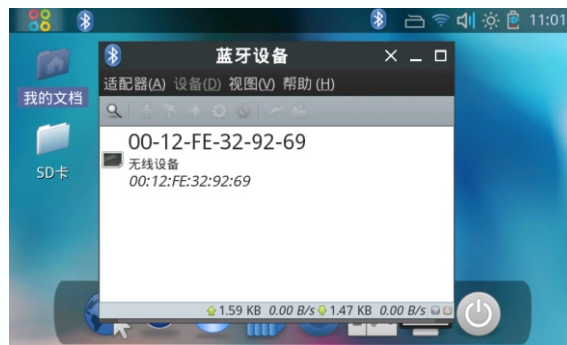 11:01
蓝牙设备
适配器(A) 设备(D) 视图(V) 帮助 (H)
我的文档
00-12-FE-32-92-69
无线设备
00:12:FE:32:92:69
SD卡
1.59 KB 0.00 B/s 1.47 KB 0.00 B/s